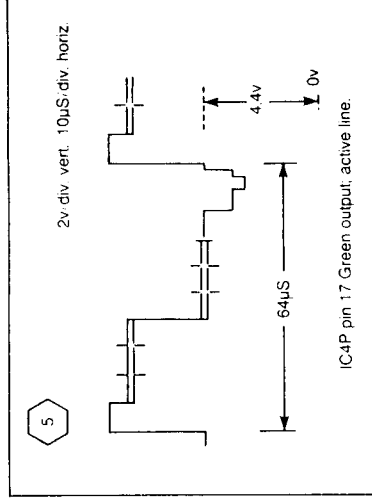 5
2v/div. vert. 10µS/div. horiz.
4.4v
0v
64µS
IC4P pin 17 Green output; active line.